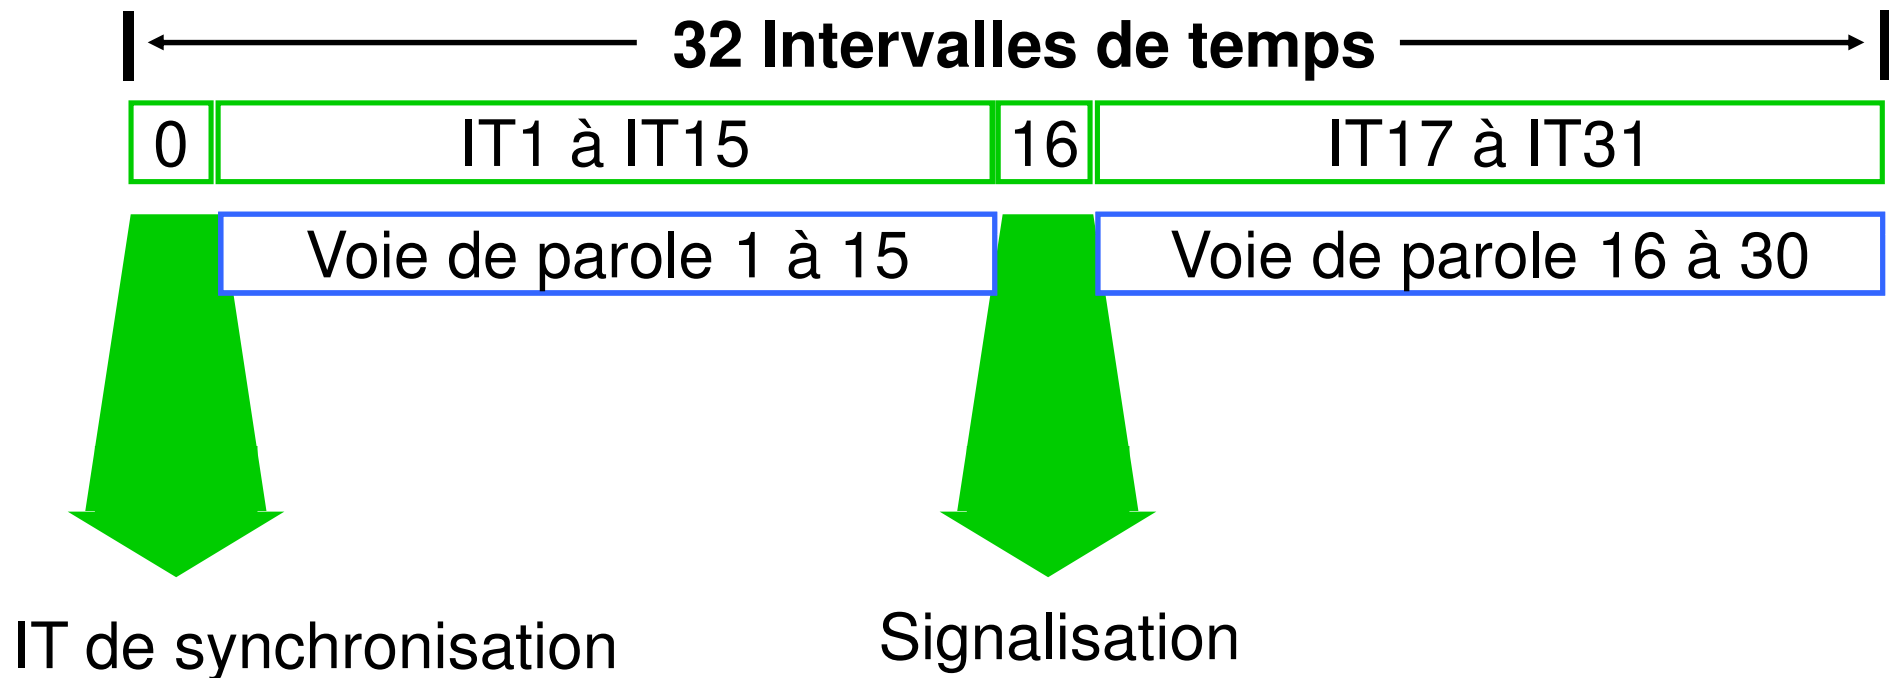 32 Intervalles de temps
0 IT1 à IT15 16 IT17 à IT31
Voie de parole 1 à 15 Voie de parole 16 à 30
IT de synchronisation Signalisation